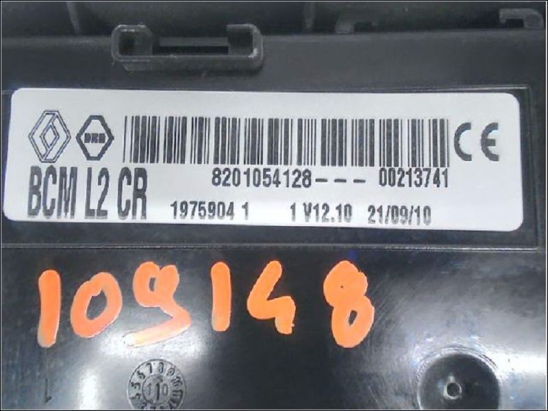 BCM L2 CR
8201054128--- 00213741
1975904 1 1 V12.10 21/09/10
CE
109148